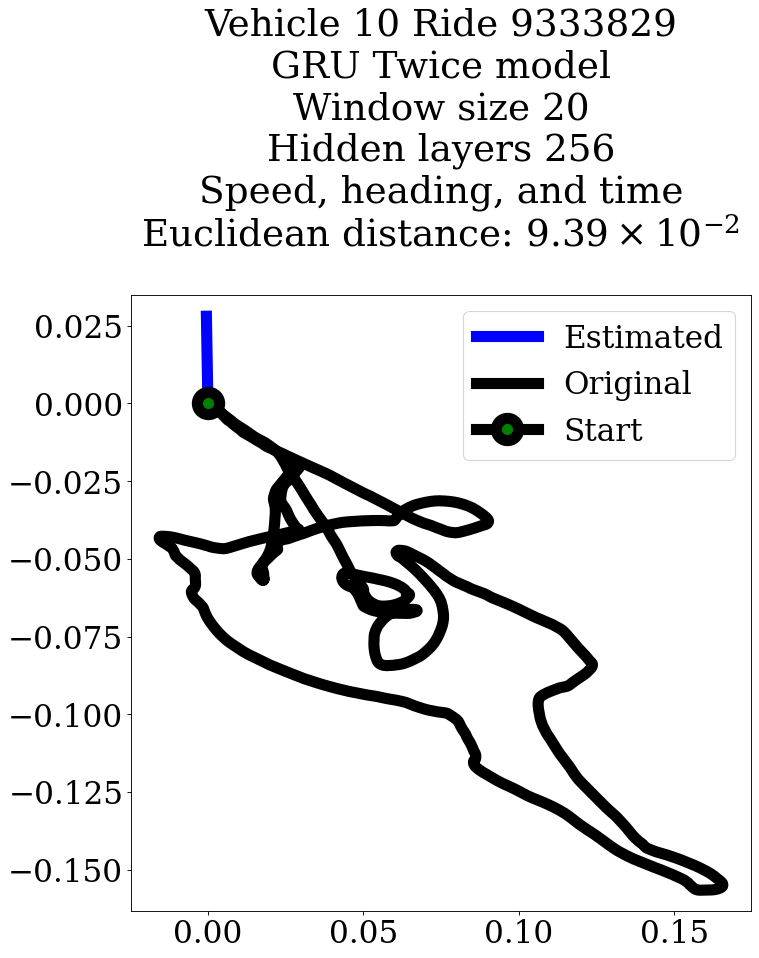 Vehicle 10 Ride 9333829
GRU Twice model
Window size 20
Hidden layers 256
Speed, heading, and time
Euclidean distance: 9.39 × 10⁻²
Estimated
Original
Start
0.025
0.000
−0.025
−0.050
−0.075
−0.100
−0.125
−0.150
0.00 0.05 0.10 0.15